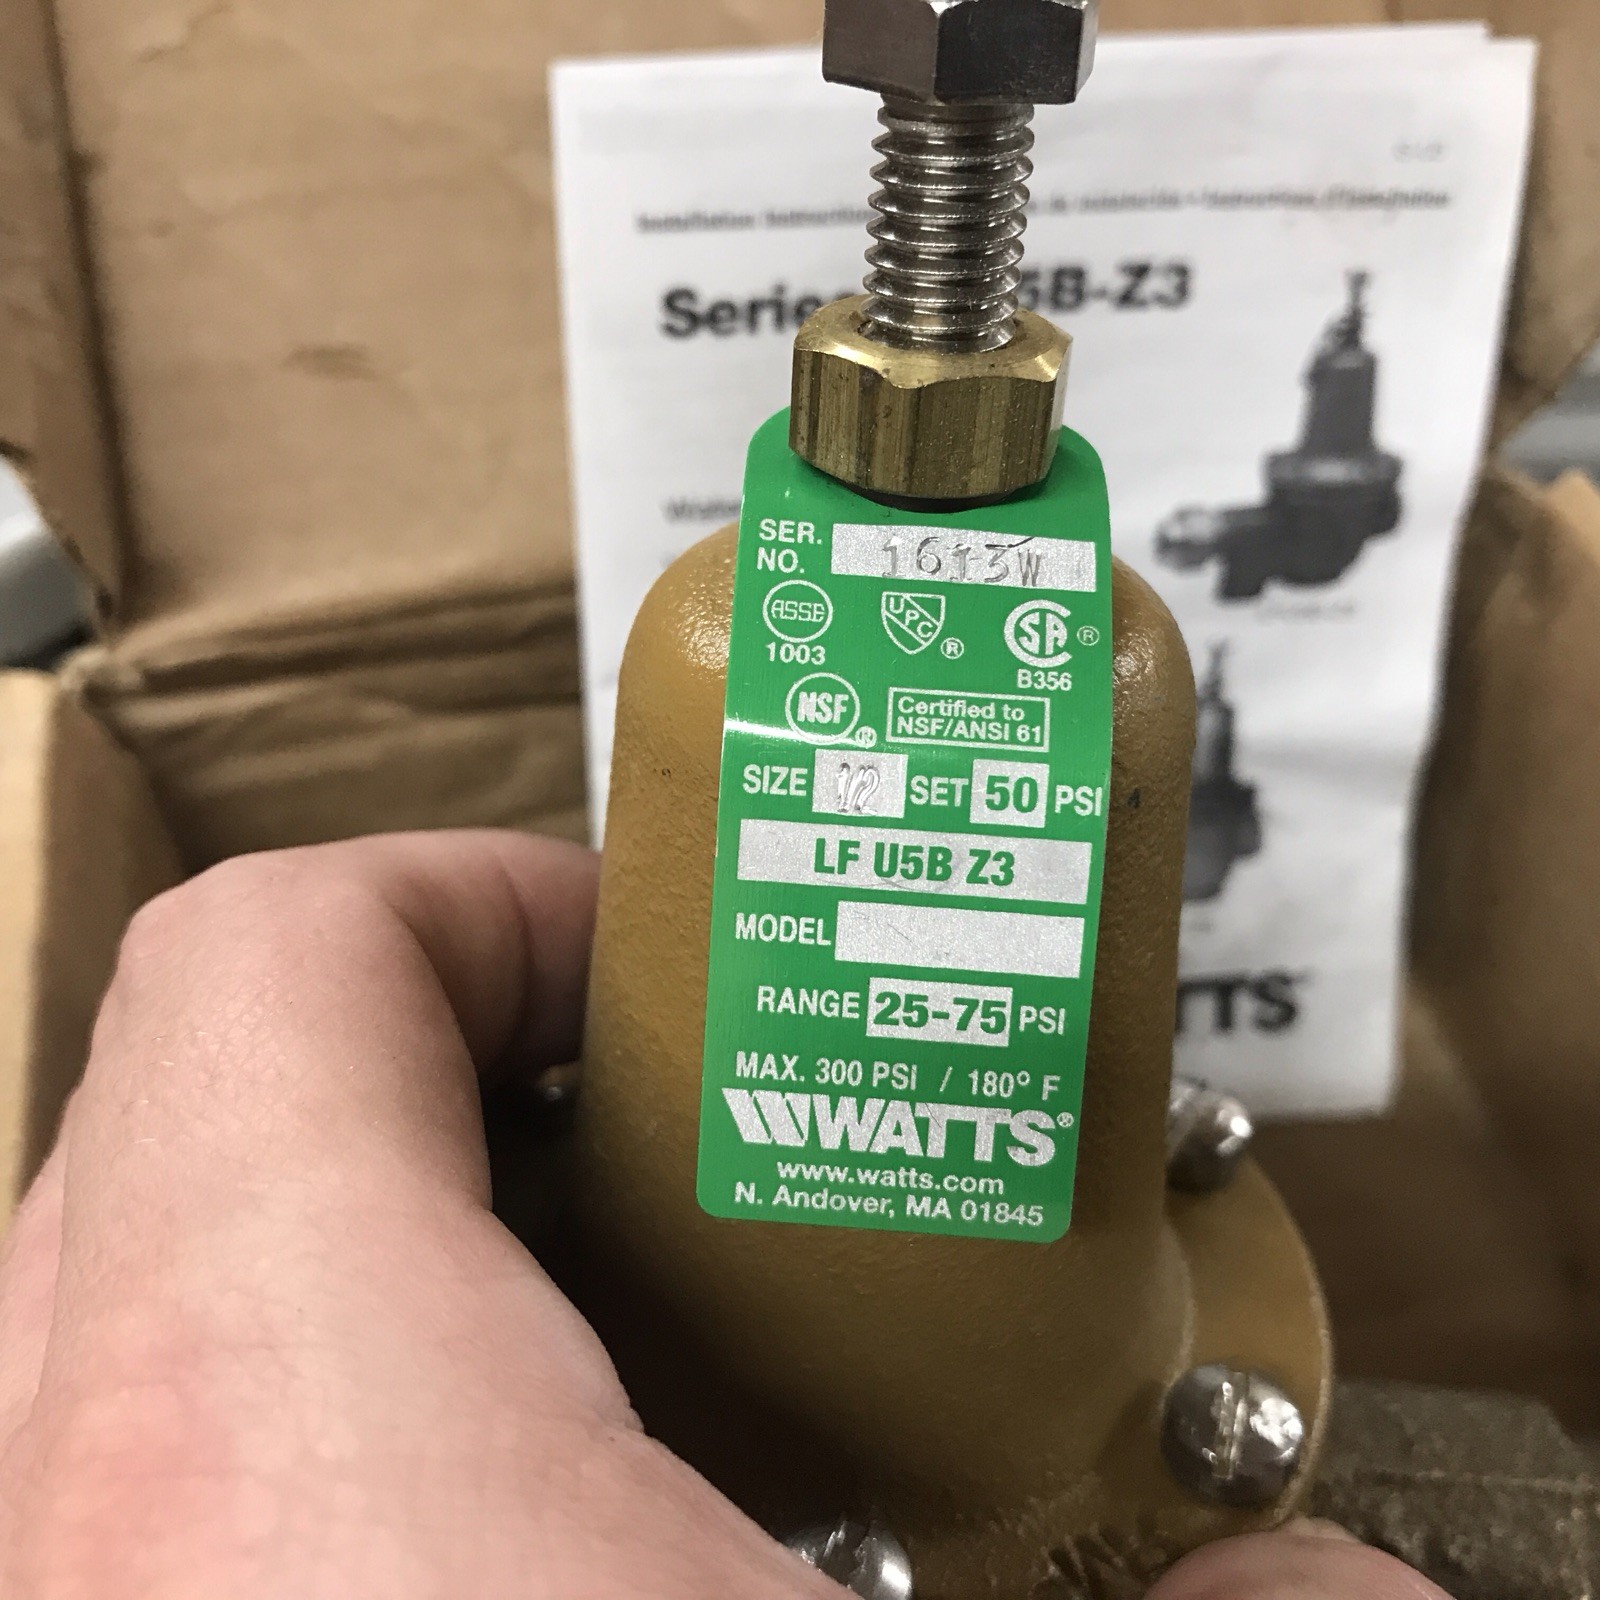 Series 5B-Z3
SER. NO. 1613W
ASSE 1003
UPC ®
SA ® B356
NSF ®
Certified to
NSF/ANSI 61
SIZE 1/2 SET 50 PSI
LF U5B Z3
MODEL
RANGE 25-75 PSI
MAX. 300 PSI / 180° F
WATTS®
www.watts.com
N. Andover, MA 01845
TTS